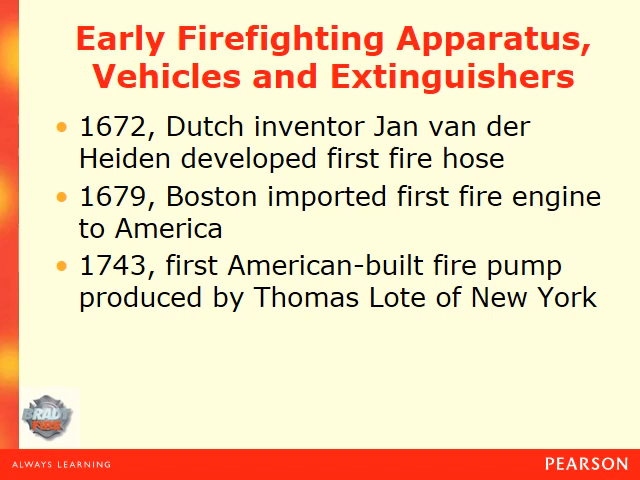 Early Firefighting Apparatus,
Vehicles and Extinguishers
• 1672, Dutch inventor Jan van der
Heiden developed first fire hose
• 1679, Boston imported first fire engine
to America
• 1743, first American-built fire pump
produced by Thomas Lote of New York
BRADY
FIRE
ALWAYS LEARNING
PEARSON